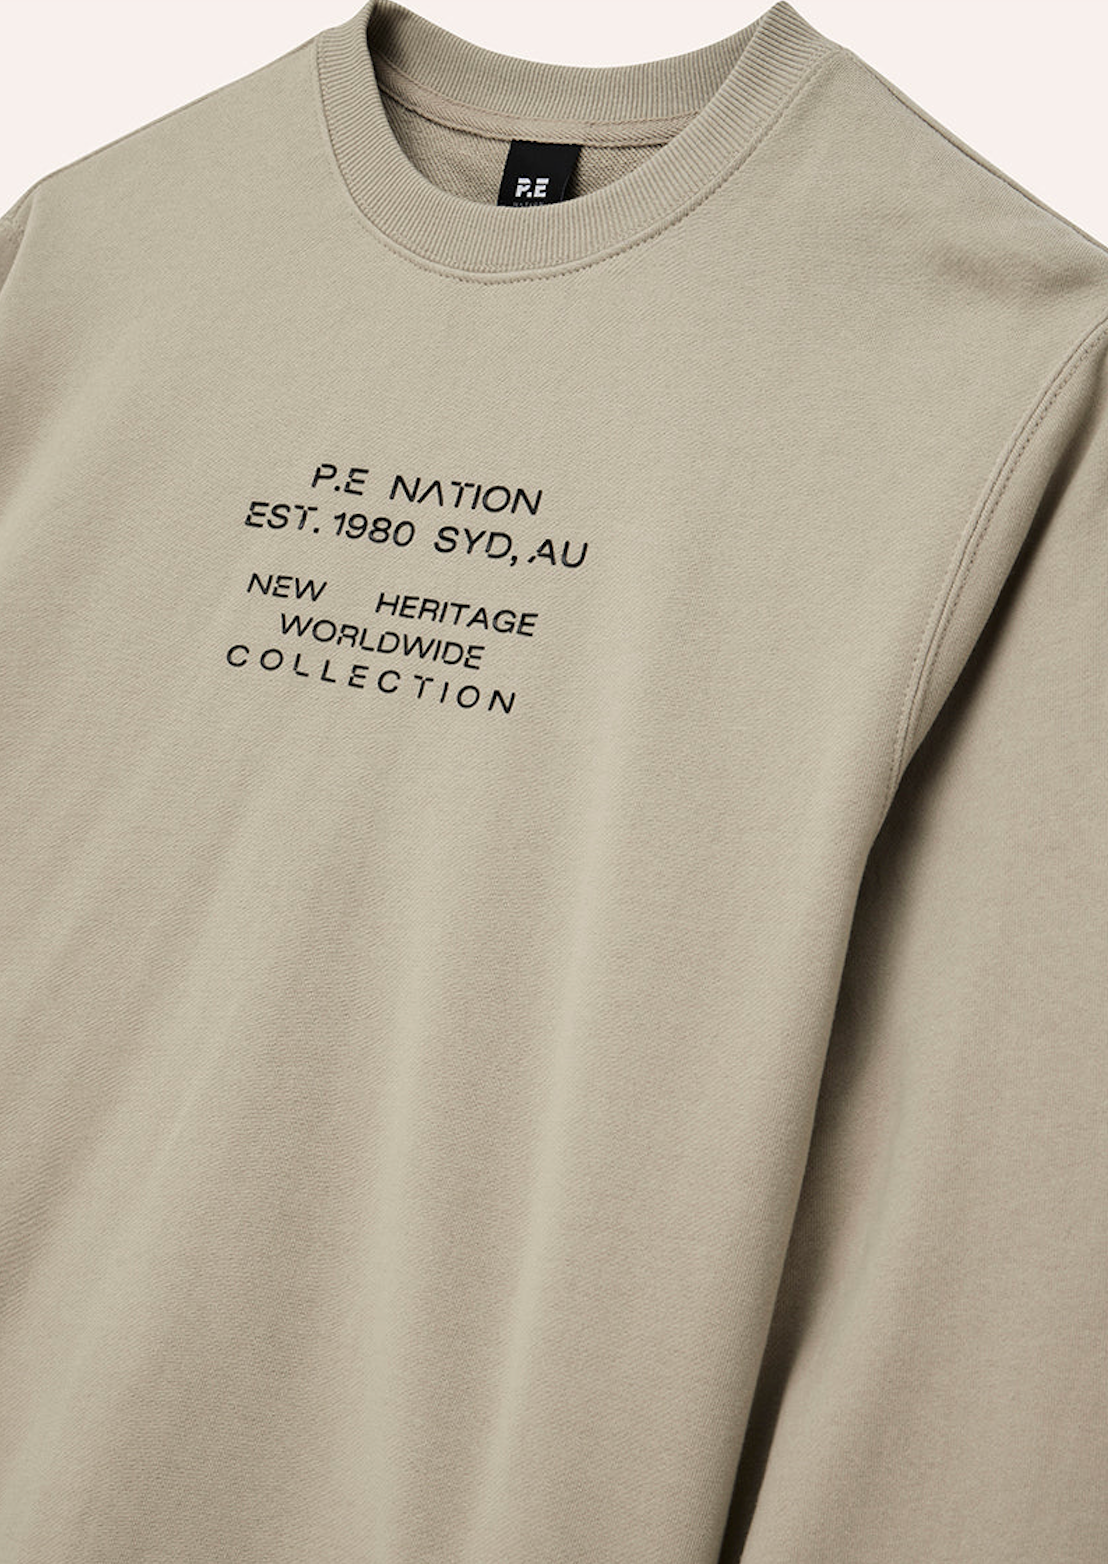 P.E
P.E NATION
EST. 1980 SYD, AU
NEW HERITAGE
WORLDWIDE
COLLECTION